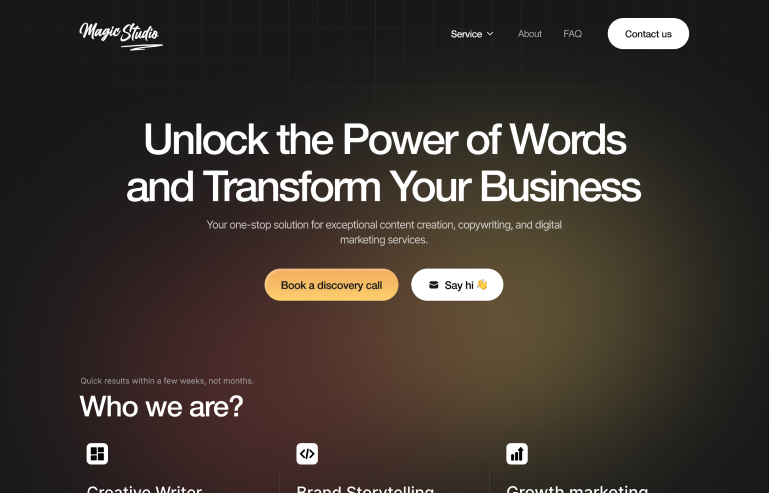 Magic Studio
Service
About
FAQ
Contact us
Unlock the Power of Words
and Transform Your Business
Your one-stop solution for exceptional content creation, copywriting, and digital
marketing services.
Book a discovery call
Say hi 👋
Quick results within a few weeks, not months.
Who we are?
Creative Writer
Brand Storytelling
Growth marketing